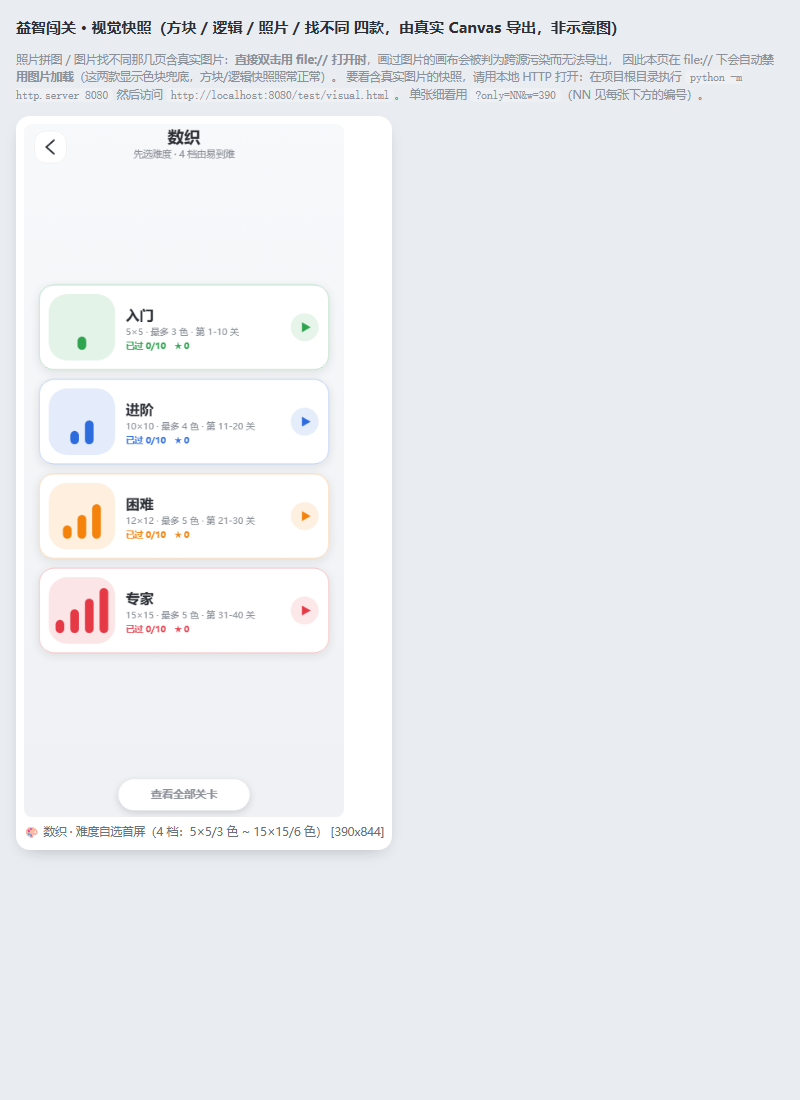 益智闯关 · 视觉快照（方块 / 逻辑 / 照片 / 找不同 四款，由真实 Canvas 导出，非示意图）
照片拼图 / 图片找不同那几页含真实图片：直接双击用 file:// 打开时，画过图片的画布会被判为跨源污染而无法导出， 因此本页在 file:// 下会自动禁
用图片加载（这两款显示色块兜底，方块/逻辑快照照常正常）。 要看含真实图片的快照，请用本地 HTTP 打开：在项目根目录执行 python -m
http.server 8080 然后访问 http://localhost:8080/test/visual.html 。 单张细看用 ?only=NN&w=390 （NN 见每张下方的编号）。
数织
先选难度 · 4 档由易到难
入门
5×5 · 最多 3 色 · 第 1-10 关
已过 0/10 ★0
进阶
10×10 · 最多 4 色 · 第 11-20 关
已过 0/10 ★0
困难
12×12 · 最多 5 色 · 第 21-30 关
已过 0/10 ★0
专家
15×15 · 最多 5 色 · 第 31-40 关
已过 0/10 ★0
查看全部关卡
数织 · 难度自选首屏（4 档：5×5/3 色 ~ 15×15/6 色） [390x844]